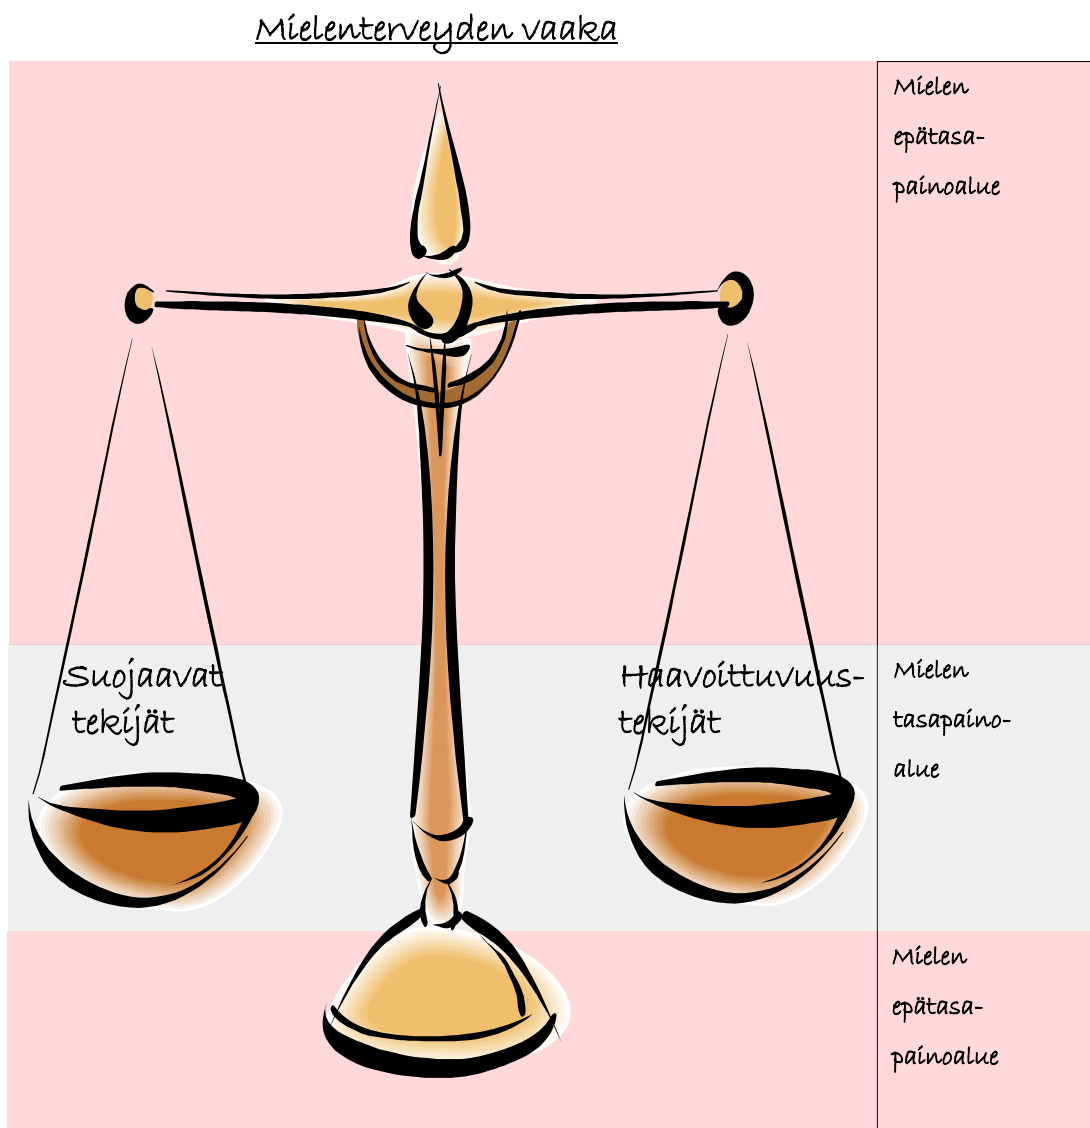 Mielenterveyden vaaka
Mielen
epätasa-
painoalue
Suojaavat
tekijät
Haavoittuvuus-
tekijät
Mielen
tasapaino-
alue
Mielen
epätasa-
painoalue